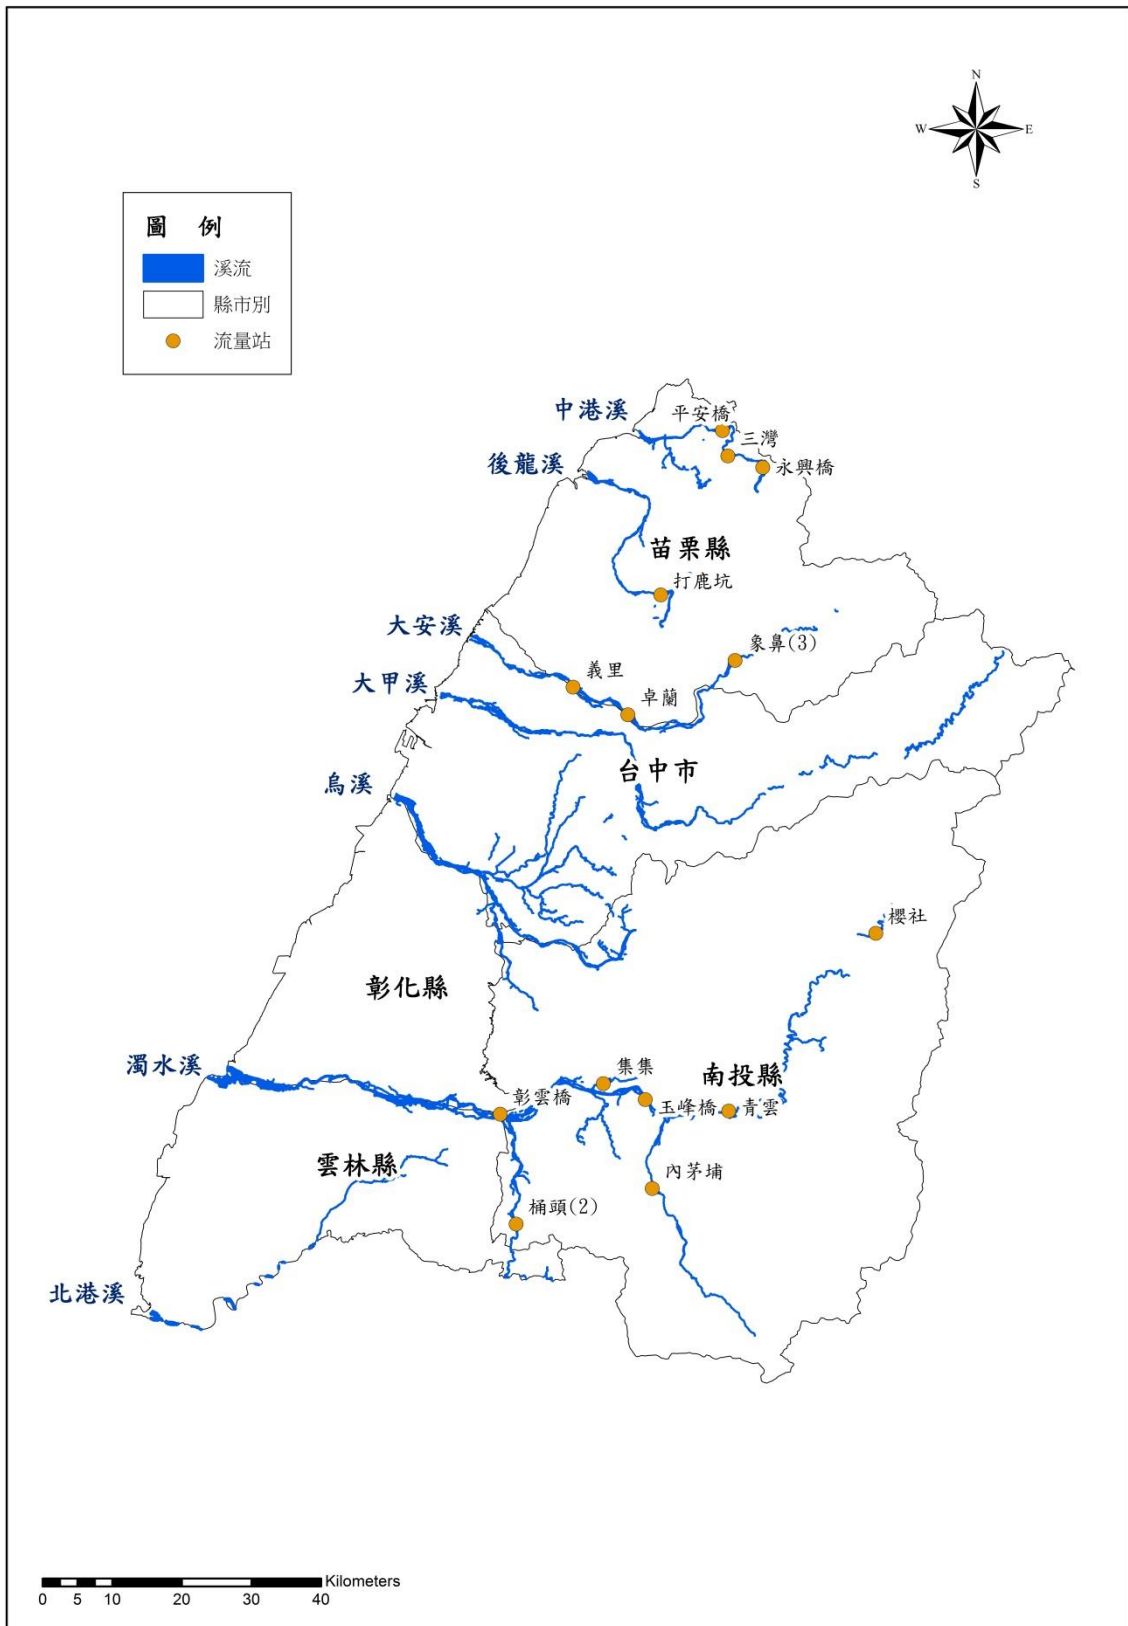 N
W
E
S
圖 例
溪流
縣市別
流量站
中港溪
平安橋
三灣
永興橋
後龍溪
苗栗縣
打鹿坑
大安溪
象鼻(3)
義里
大甲溪
卓蘭
台中市
烏溪
櫻社
彰化縣
濁水溪
集集
南投縣
彰雲橋
玉峰橋
青雲
雲林縣
內茅埔
桶頭(2)
北港溪
Kilometers
0 5 10 20 30 40